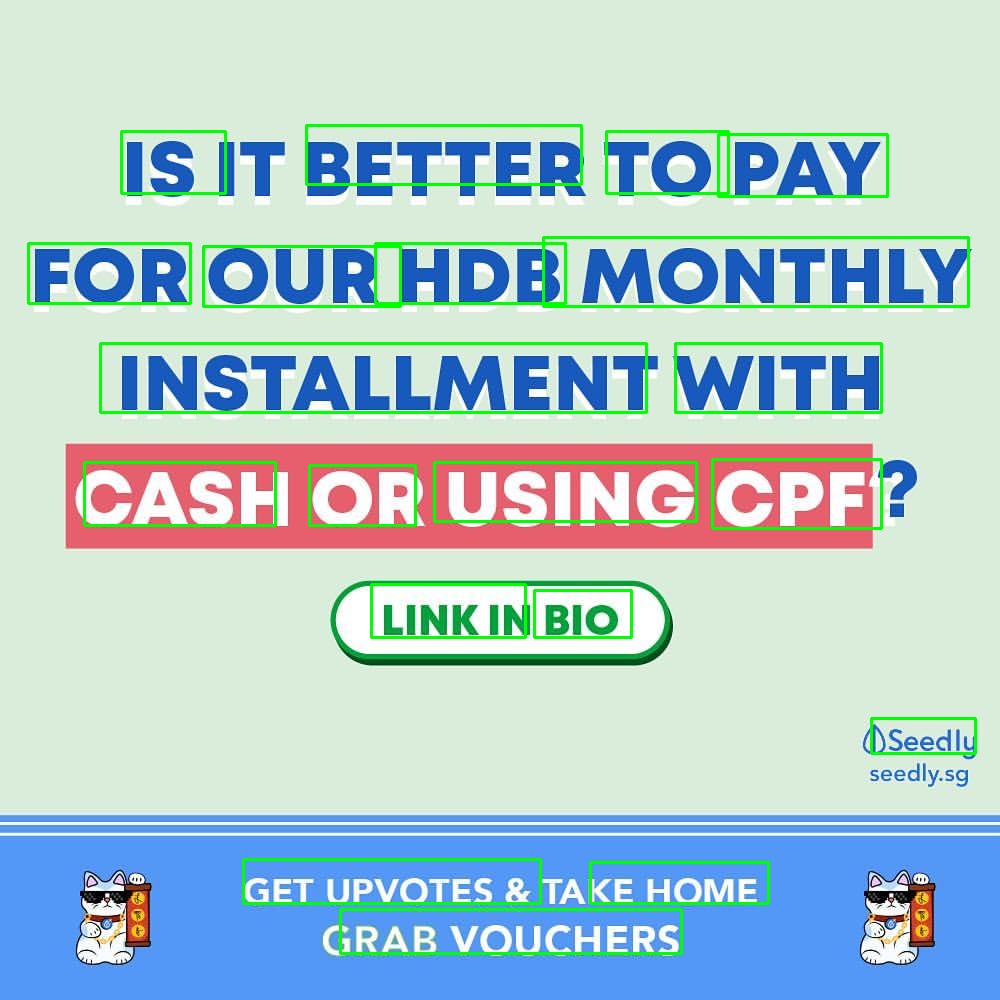 IS IT BETTER TO PAY
FOR OUR HDB MONTHLY
INSTALLMENT WITH
CASH OR USING CPF?
LINK IN BIO
Seedly
seedly.sg
GET UPVOTES & TAKE HOME
GRAB VOUCHERS